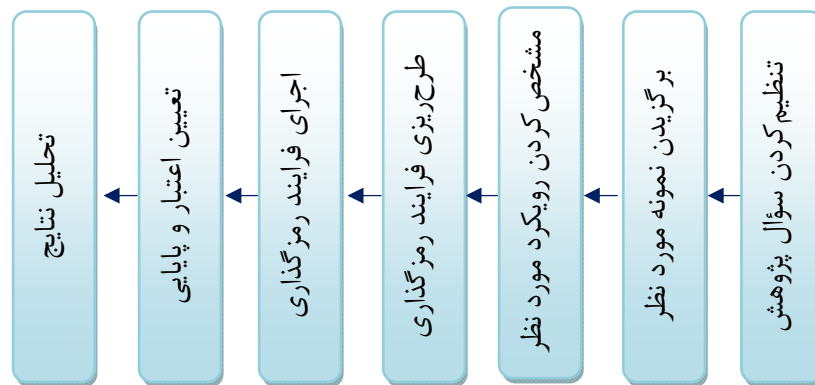 تنظیم کردن سؤال پژوهش
برگزیدن نمونه مورد نظر
مشخص کردن رویکرد مورد نظر
طرح‌ریزی فرایند رمزگذاری
اجرای فرایند رمزگذاری
تعیین اعتبار و پایایی
تحلیل نتایج